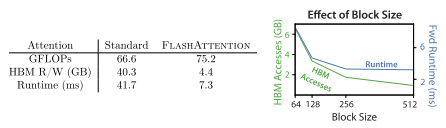 Attention Standard FLASHATTENTION
GFLOPs 66.6 75.2
HBM R/W (GB) 40.3 4.4
Runtime (ms) 41.7 7.3
Effect of Block Size
HBM Accesses (GB)
6
4
2
Runtime
HBM
Accesses
Fwd Runtime (ms)
6
2
64 128 256 512
Block Size